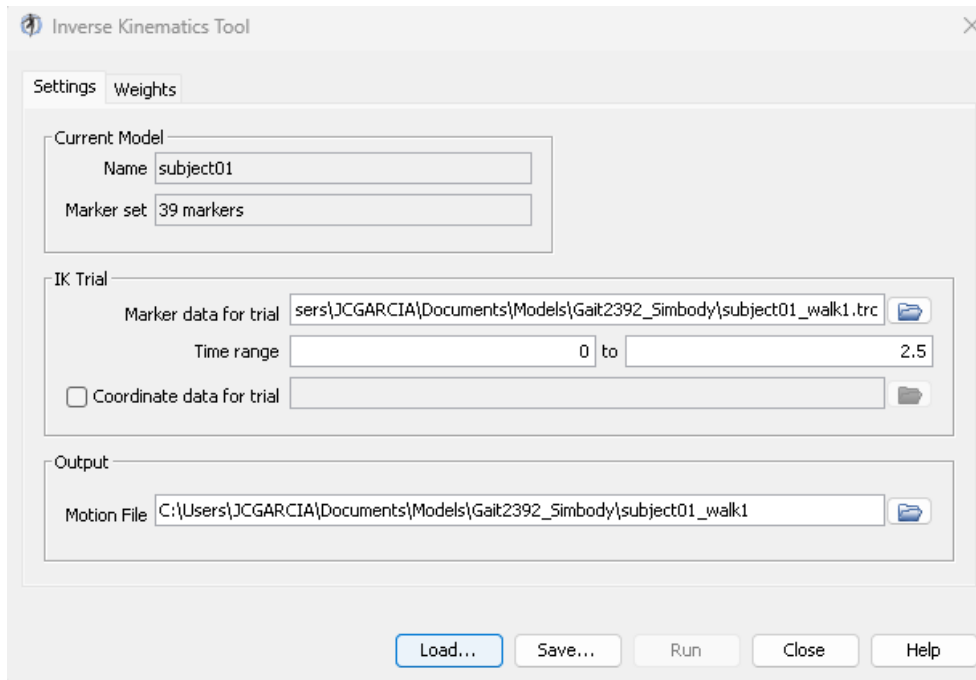 Inverse Kinematics Tool
Settings Weights
Current Model
Name subject01
Marker set 39 markers
IK Trial
Marker data for trial sers\JCGARCIA\Documents\Models\Gait2392_Simbody\subject01_walk1.trc
Time range 0 to 2.5
Coordinate data for trial
Output
Motion File C:\Users\JCGARCIA\Documents\Models\Gait2392_Simbody\subject01_walk1
Load... Save... Run Close Help